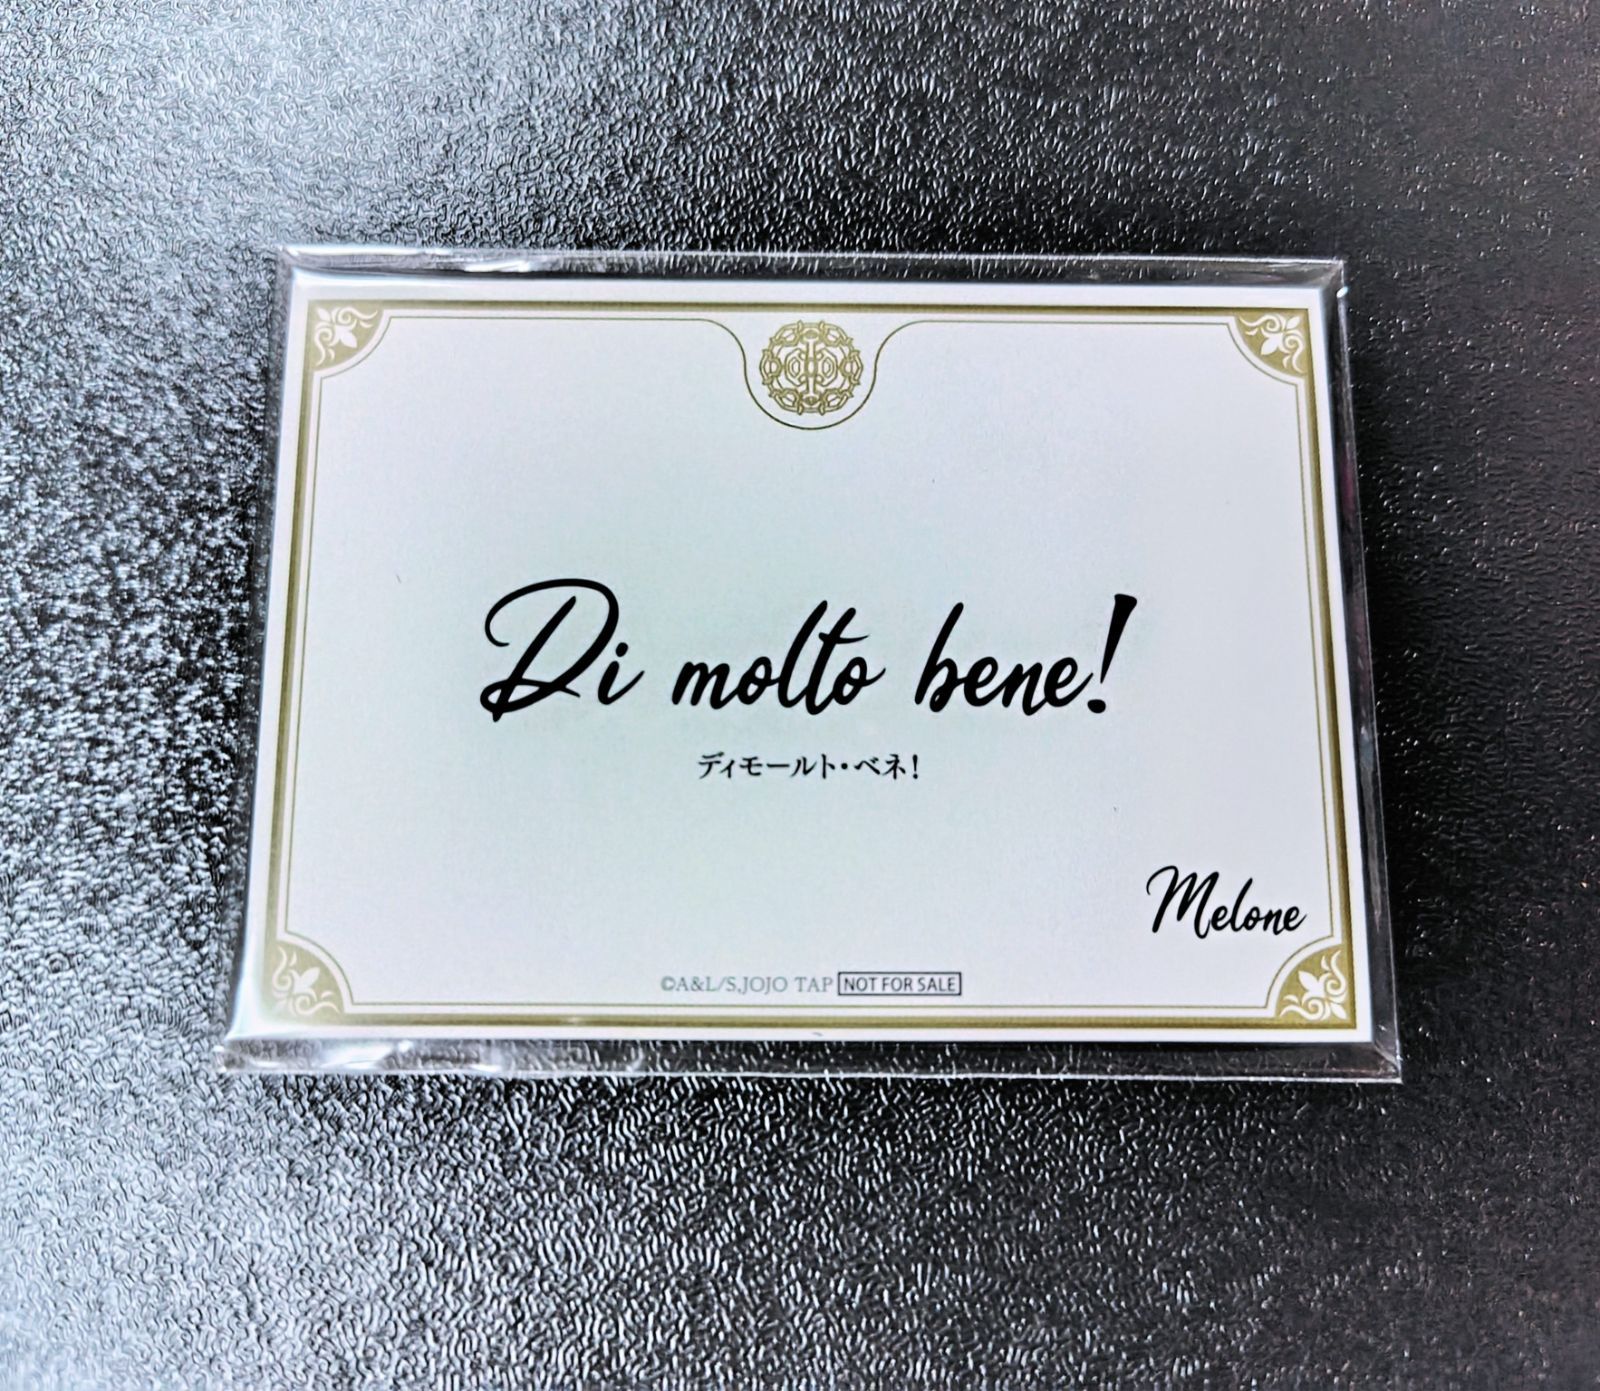 Di molto bene!
ディモールト・ベネ!
Melone
©A&L/S,JOJO TAP NOT FOR SALE